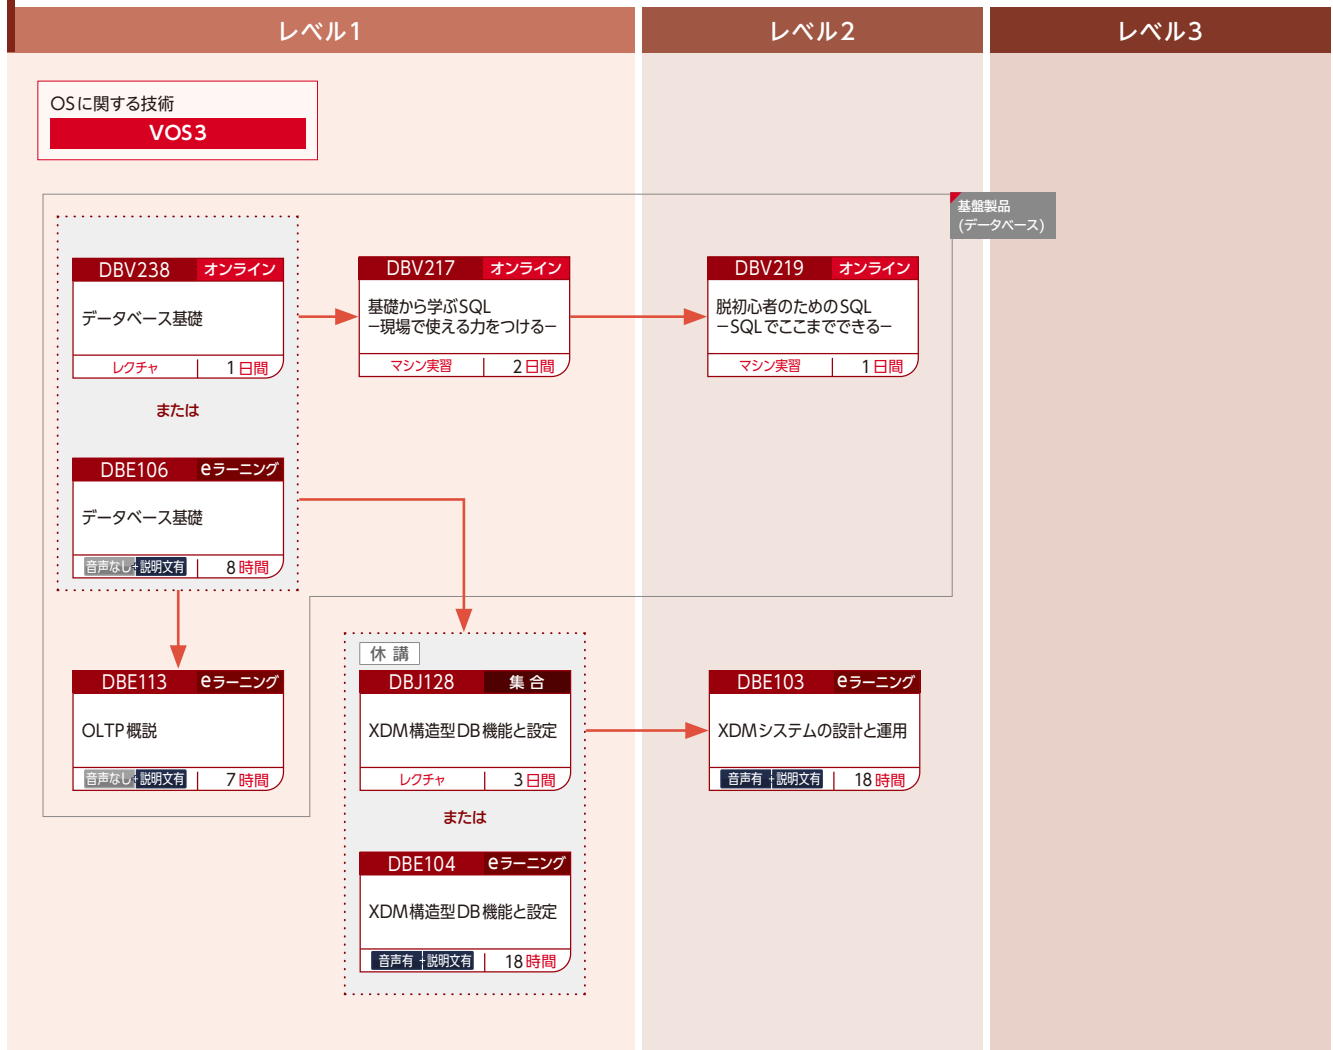 レベル1
レベル2
レベル3
OSに関する技術
VOS3
基盤製品
(データベース)
DBV238 オンライン
データベース基礎
レクチャ 1日間
または
DBE106 eラーニング
データベース基礎
音声なし+説明文有 8時間
DBV217 オンライン
基礎から学ぶSQL
－現場で使える力をつける－
マシン実習 2日間
DBV219 オンライン
脱初心者のためのSQL
－SQLでここまでできる－
マシン実習 1日間
DBE113 eラーニング
OLTP概説
音声なし+説明文有 7時間
休講
DBJ128 集合
XDM構造型DB機能と設定
レクチャ 3日間
または
DBE104 eラーニング
XDM構造型DB機能と設定
音声有+説明文有 18時間
DBE103 eラーニング
XDMシステムの設計と運用
音声有+説明文有 18時間